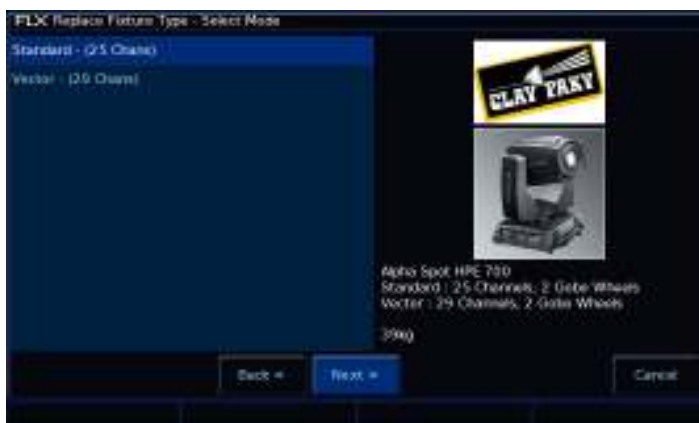 FLX Replace Fixture Type - Select Mode
Standard - (25 Chans)
Vector - (29 Chans)
CLAY PAKY
Alpha Spot HPE 700
Standard : 25 Channels, 2 Gobo Wheels
Vector : 29 Channels, 2 Gobo Wheels
39kg
Back <
Next >
Cancel